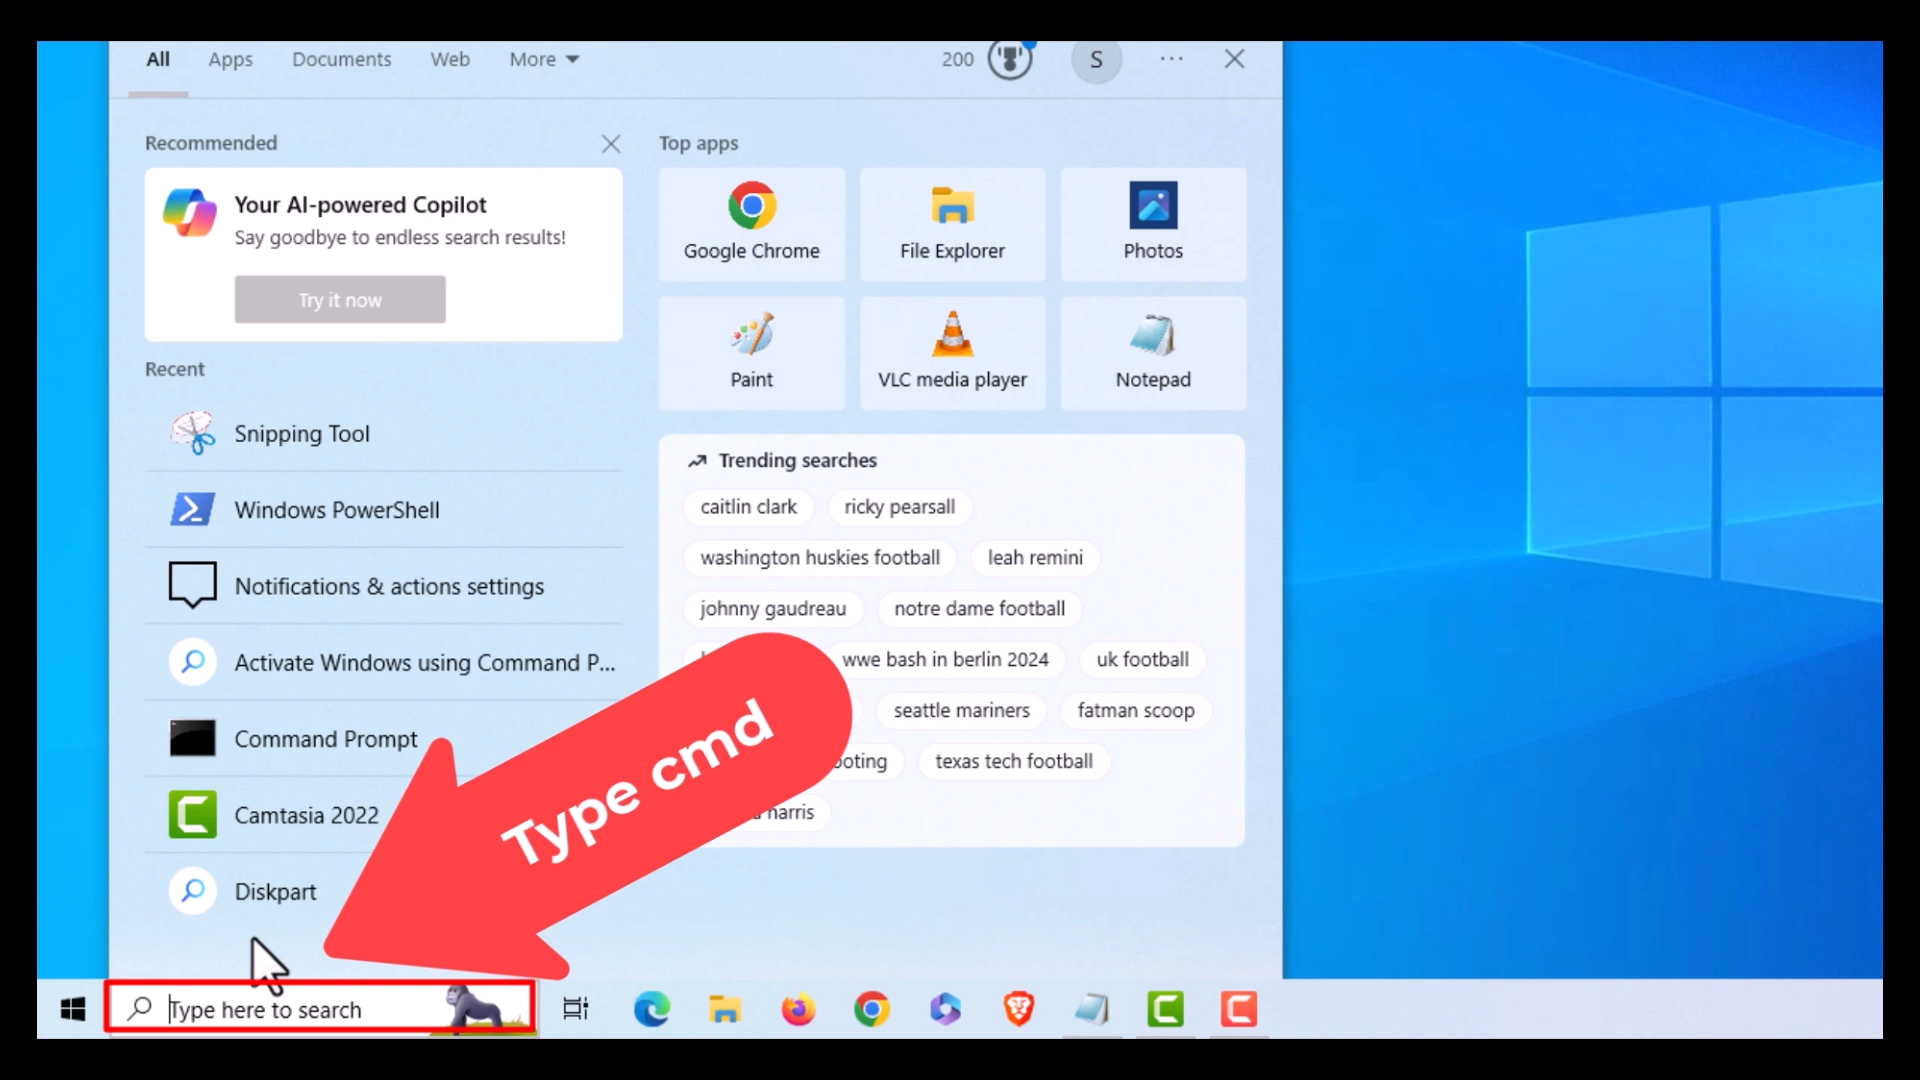 All Apps Documents Web More 200 S
Recommended
Your AI-powered Copilot
Say goodbye to endless search results!
Try it now
Recent
Snipping Tool
Windows PowerShell
Notifications & actions settings
Activate Windows using Command P...
Command Prompt
Camtasia 2022
Diskpart
Top apps
Google Chrome File Explorer Photos
Paint VLC media player Notepad
Trending searches
caitlin clark ricky pearsall
washington huskies football leah remini
johnny gaudreau notre dame football
wwe bash in berlin 2024 uk football
seattle mariners fatman scoop
texas tech football
harris
Type cmd
Type here to search